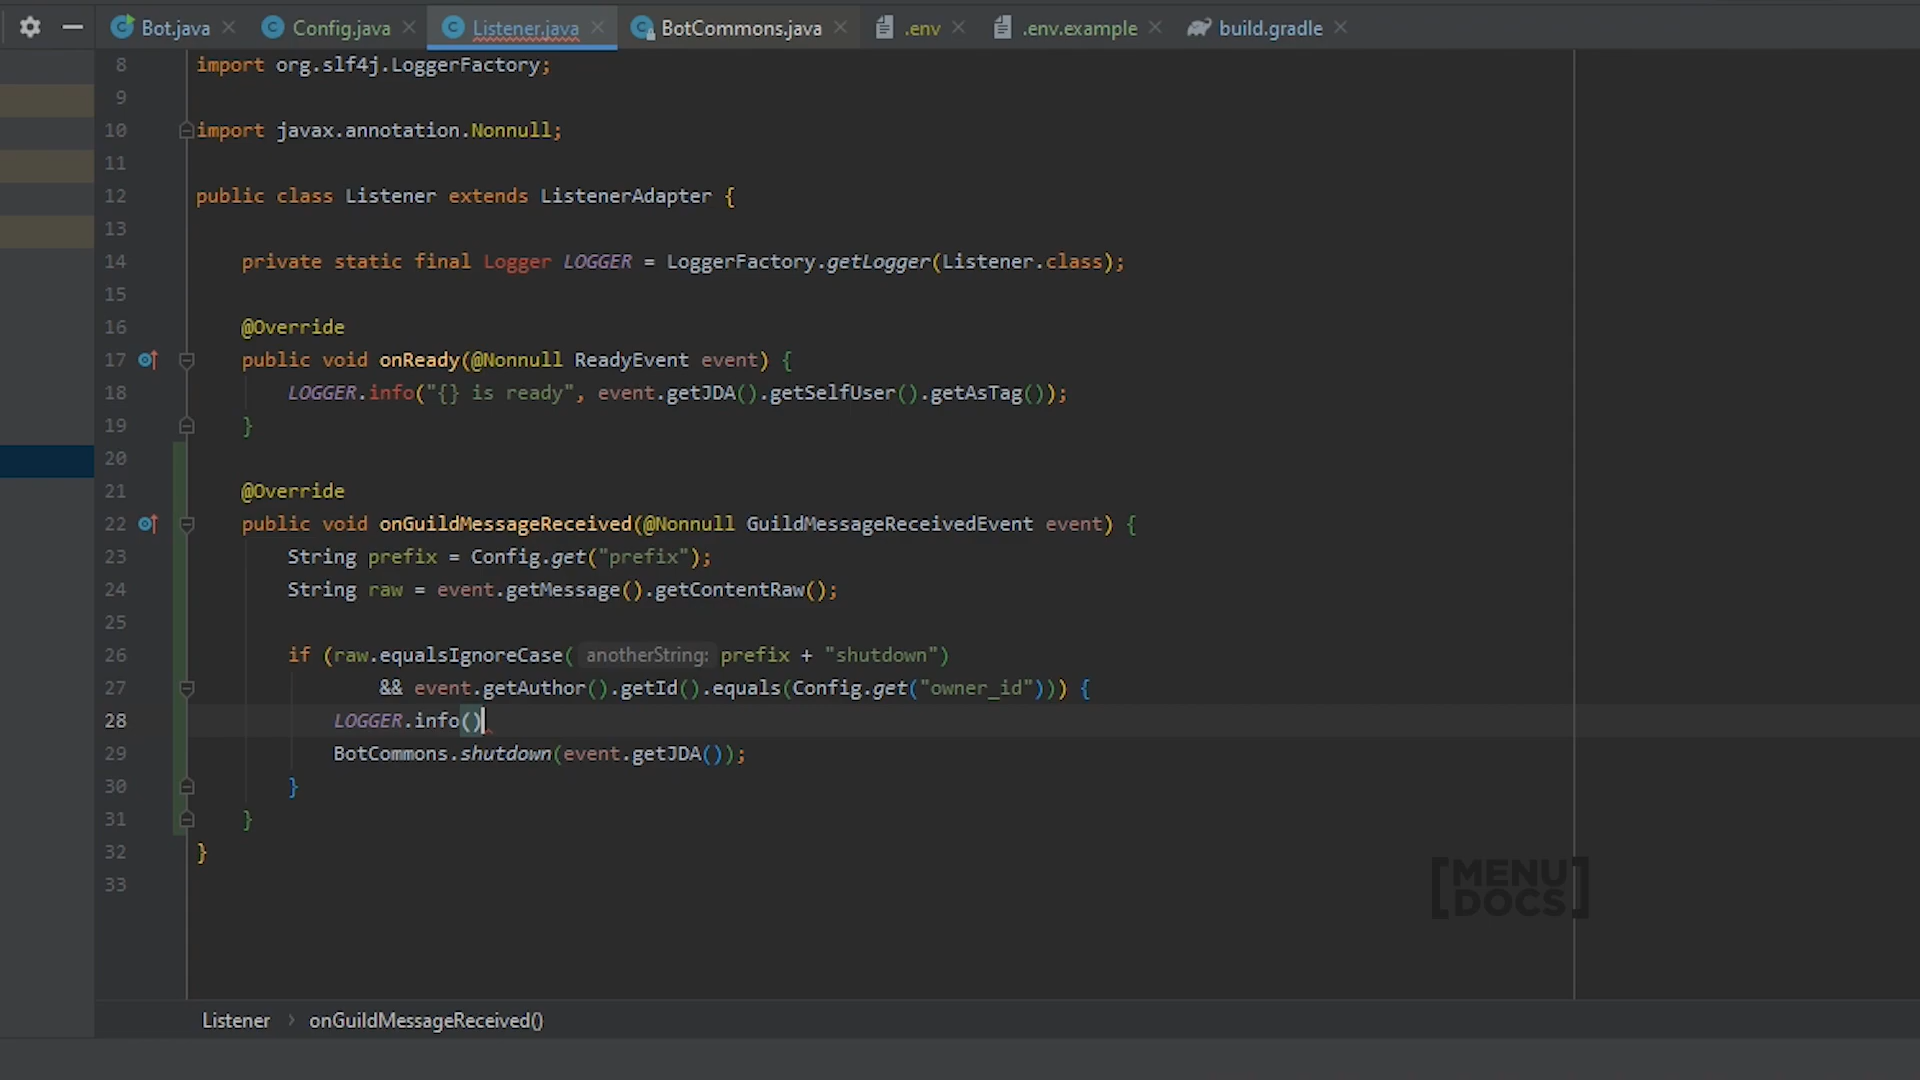 Bot.java Config.java Listener.java BotCommons.java .env .env.example build.gradle
8 import org.slf4j.LoggerFactory;
9
10 import javax.annotation.Nonnull;
11
12 public class Listener extends ListenerAdapter {
13
14 private static final Logger LOGGER = LoggerFactory.getLogger(Listener.class);
15
16 @Override
17 public void onReady(@Nonnull ReadyEvent event) {
18 LOGGER.info("{} is ready", event.getJDA().getSelfUser().getAsTag());
19 }
20
21 @Override
22 public void onGuildMessageReceived(@Nonnull GuildMessageReceivedEvent event) {
23 String prefix = Config.get("prefix");
24 String raw = event.getMessage().getContentRaw();
25
26 if (raw.equalsIgnoreCase( anotherString: prefix + "shutdown")
27 && event.getAuthor().getId().equals(Config.get("owner_id"))) {
28 LOGGER.info()
29 BotCommons.shutdown(event.getJDA());
30 }
31 }
32 }
33
[MENU
DOCS]
Listener › onGuildMessageReceived()